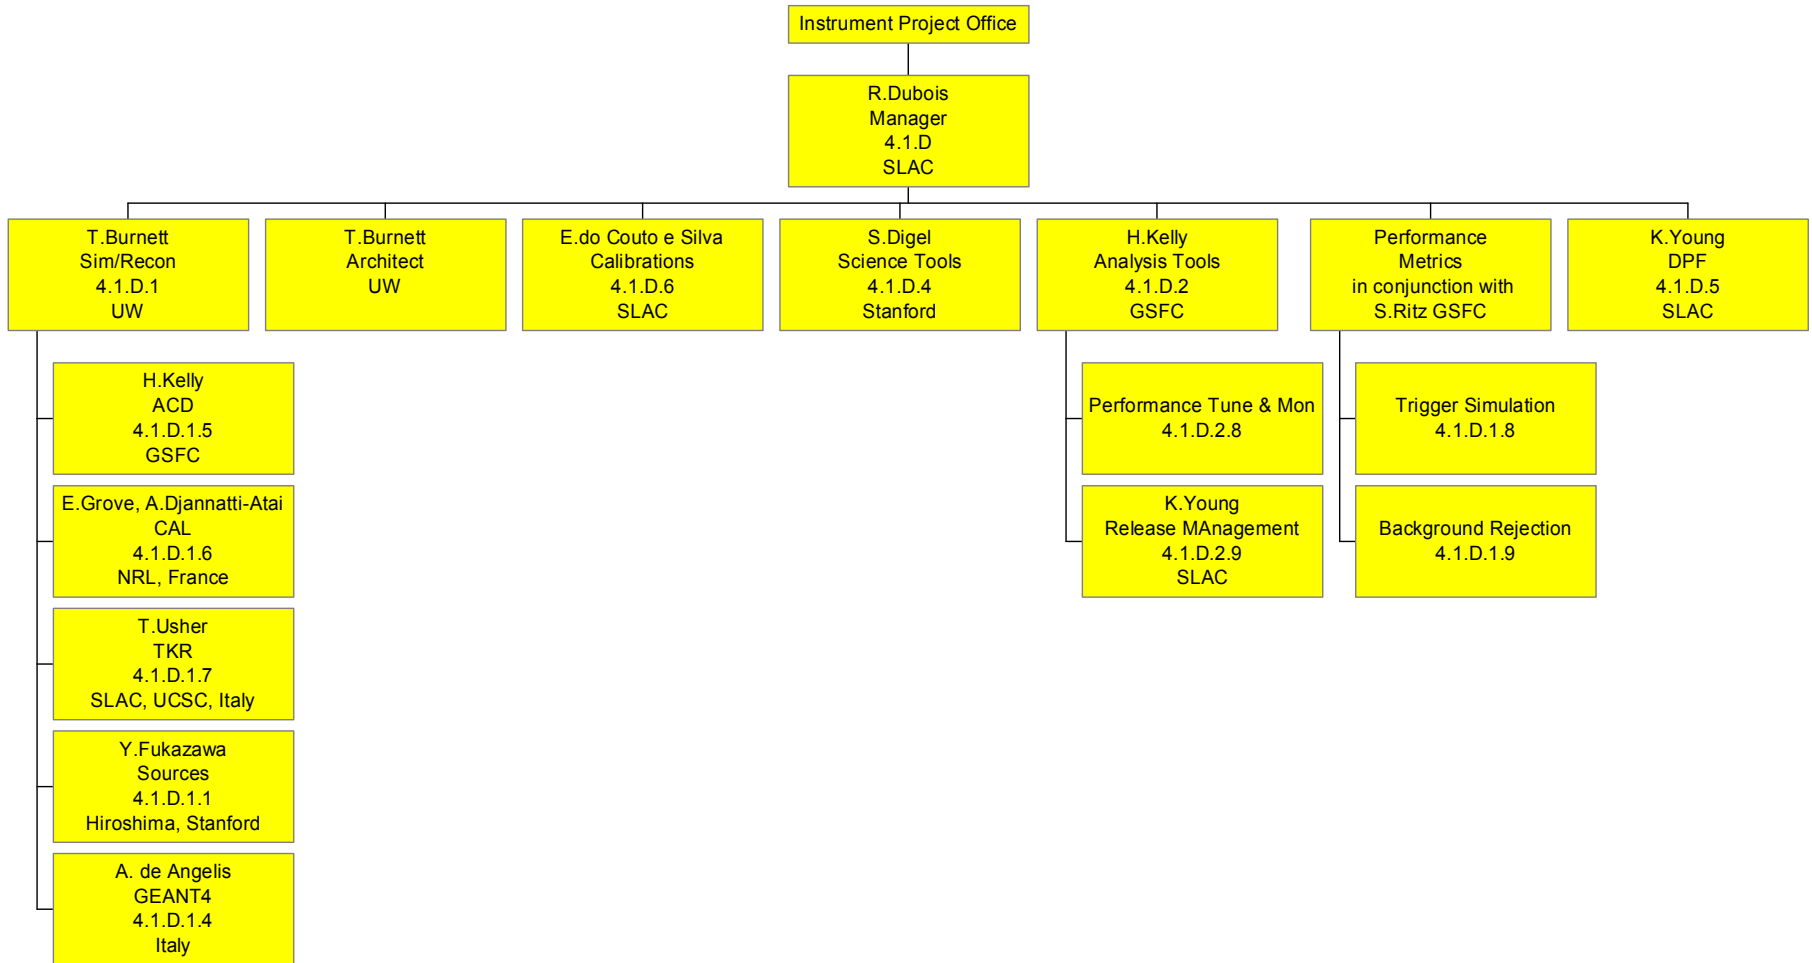 Instrument Project Office
R.Dubois
Manager
4.1.D
SLAC
T.Burnett
Sim/Recon
4.1.D.1
UW
T.Burnett
Architect
UW
E.do Couto e Silva
Calibrations
4.1.D.6
SLAC
S.Digel
Science Tools
4.1.D.4
Stanford
H.Kelly
Analysis Tools
4.1.D.2
GSFC
Performance
Metrics
in conjunction with
S.Ritz GSFC
K.Young
DPF
4.1.D.5
SLAC
H.Kelly
ACD
4.1.D.1.5
GSFC
E.Grove, A.Djannatti-Atai
CAL
4.1.D.1.6
NRL, France
T.Usher
TKR
4.1.D.1.7
SLAC, UCSC, Italy
Y.Fukazawa
Sources
4.1.D.1.1
Hiroshima, Stanford
A. de Angelis
GEANT4
4.1.D.1.4
Italy
Performance Tune & Mon
4.1.D.2.8
K.Young
Release MAnagement
4.1.D.2.9
SLAC
Trigger Simulation
4.1.D.1.8
Background Rejection
4.1.D.1.9